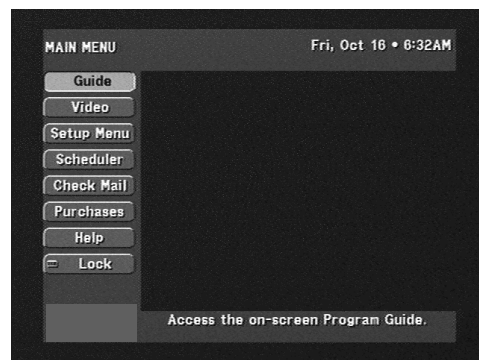 MAIN MENU
Fri, Oct 16 • 6:32AM
Guide
Video
Setup Menu
Scheduler
Check Mail
Purchases
Help
Lock
Access the on-screen Program Guide.